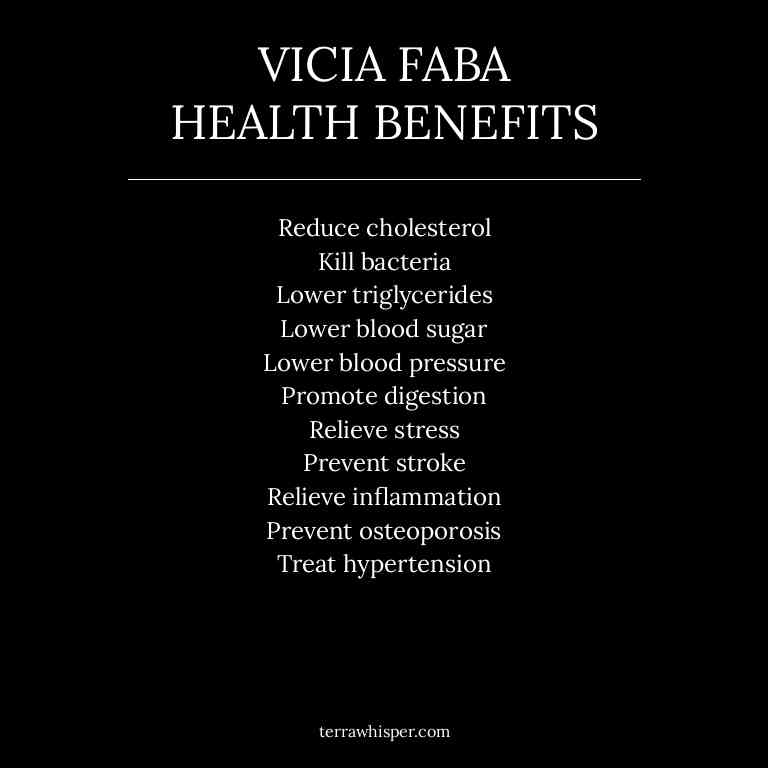 VICIA FABA
HEALTH BENEFITS
Reduce cholesterol
Kill bacteria
Lower triglycerides
Lower blood sugar
Lower blood pressure
Promote digestion
Relieve stress
Prevent stroke
Relieve inflammation
Prevent osteoporosis
Treat hypertension
terrawhisper.com